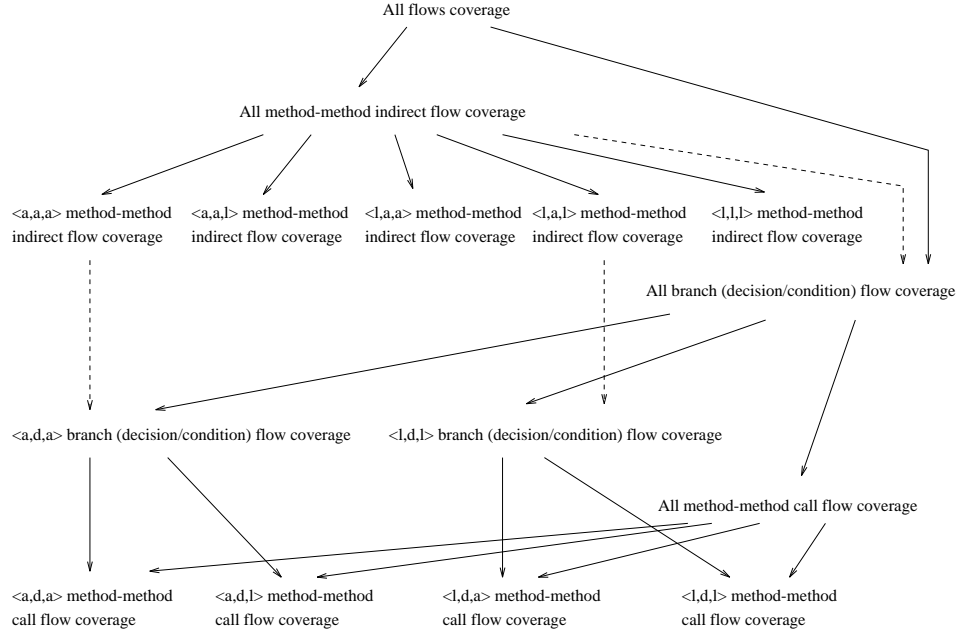 All flows coverage
All method-method indirect flow coverage
<a,a,a> method-method
indirect flow coverage
<a,a,l> method-method
indirect flow coverage
<l,a,a> method-method
indirect flow coverage
<l,a,l> method-method
indirect flow coverage
<l,l,l> method-method
indirect flow coverage
All branch (decision/condition) flow coverage
<a,d,a> branch (decision/condition) flow coverage
<l,d,l> branch (decision/condition) flow coverage
All method-method call flow coverage
<a,d,a> method-method
call flow coverage
<a,d,l> method-method
call flow coverage
<l,d,a> method-method
call flow coverage
<l,d,l> method-method
call flow coverage